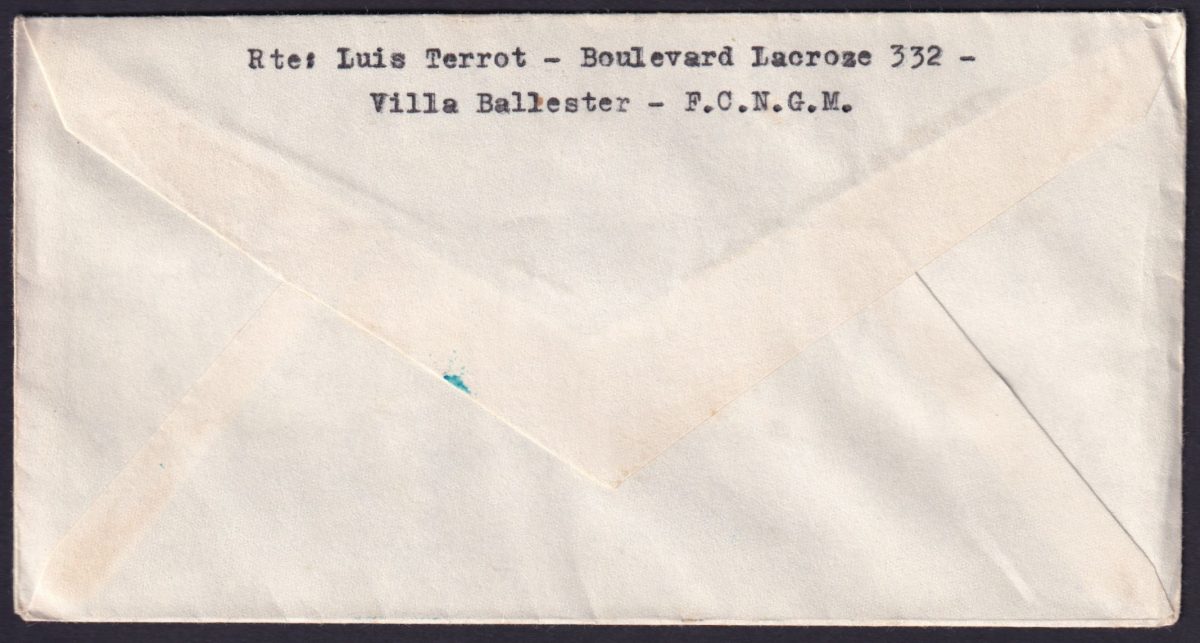 Rte: Luis Terrot - Boulevard Lacroze 332 -
Villa Ballester - F.C.N.G.M.